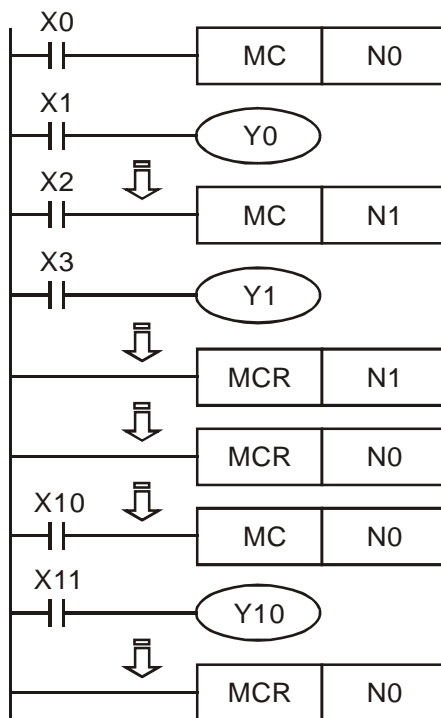 X0
MC N0
X1
Y0
X2
MC N1
X3
Y1
MCR N1
MCR N0
X10
MC N0
X11
Y10
MCR N0